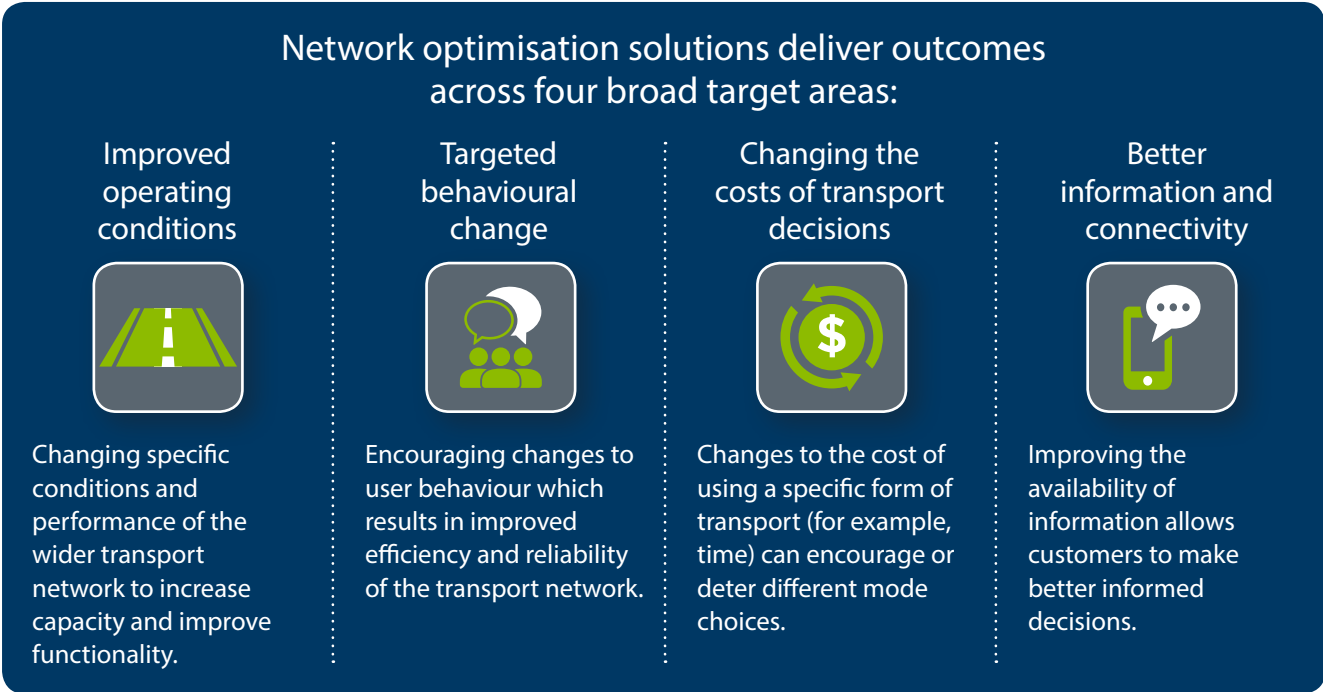 Network optimisation solutions deliver outcomes
across four broad target areas:
Improved
operating
conditions
Changing specific
conditions and
performance of the
wider transport
network to increase
capacity and improve
functionality.
Targeted
behavioural
change
Encouraging changes to
user behaviour which
results in improved
efficiency and reliability
of the transport network.
Changing the
costs of transport
decisions
$
Changes to the cost of
using a specific form of
transport (for example,
time) can encourage or
deter different mode
choices.
Better
information and
connectivity
Improving the
availability of
information allows
customers to make
better informed
decisions.